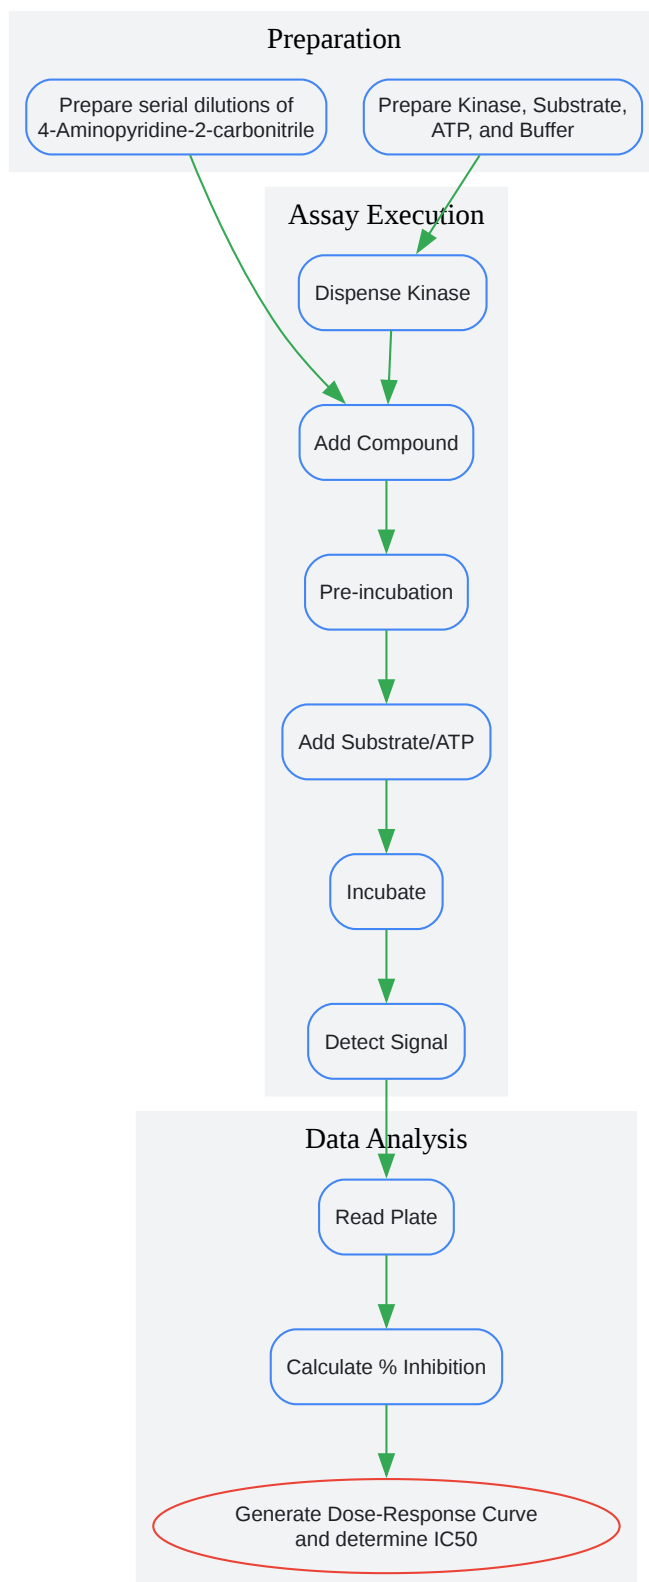 Preparation
Prepare serial dilutions of
4-Aminopyridine-2-carbonitrile
Prepare Kinase, Substrate,
ATP, and Buffer
Assay Execution
Dispense Kinase
Add Compound
Pre-incubation
Add Substrate/ATP
Incubate
Detect Signal
Data Analysis
Read Plate
Calculate % Inhibition
Generate Dose-Response Curve
and determine IC50